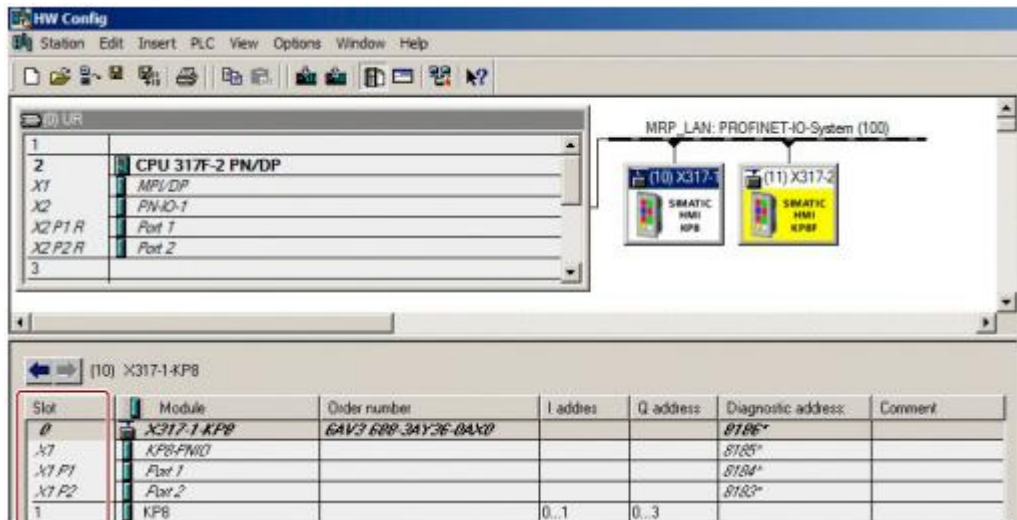 HW Config
Station Edit Insert PLC View Options Window Help
(0) UR
1
2 CPU 317F-2 PN/DP
X1 MPI/DP
X2 PN-IO-1
X2 P1 R Port 1
X2 P2 R Port 2
3
MRP_LAN: PROFINET-IO-System (100)
(10) X317-1
SIMATIC
HMI
KP8
(11) X317-2
SIMATIC
HMI
KP8F
(10) X317-1-KP8
Slot Module Order number I addres Q address Diagnostic address: Comment
0 X317-1-KP8 6AV3 688-3AY36-0AX0 8186*
X1 KP8-PNIO 8185*
X1 P1 Port 1 8184*
X1 P2 Port 2 8183*
1 KP8 0...1 0...3